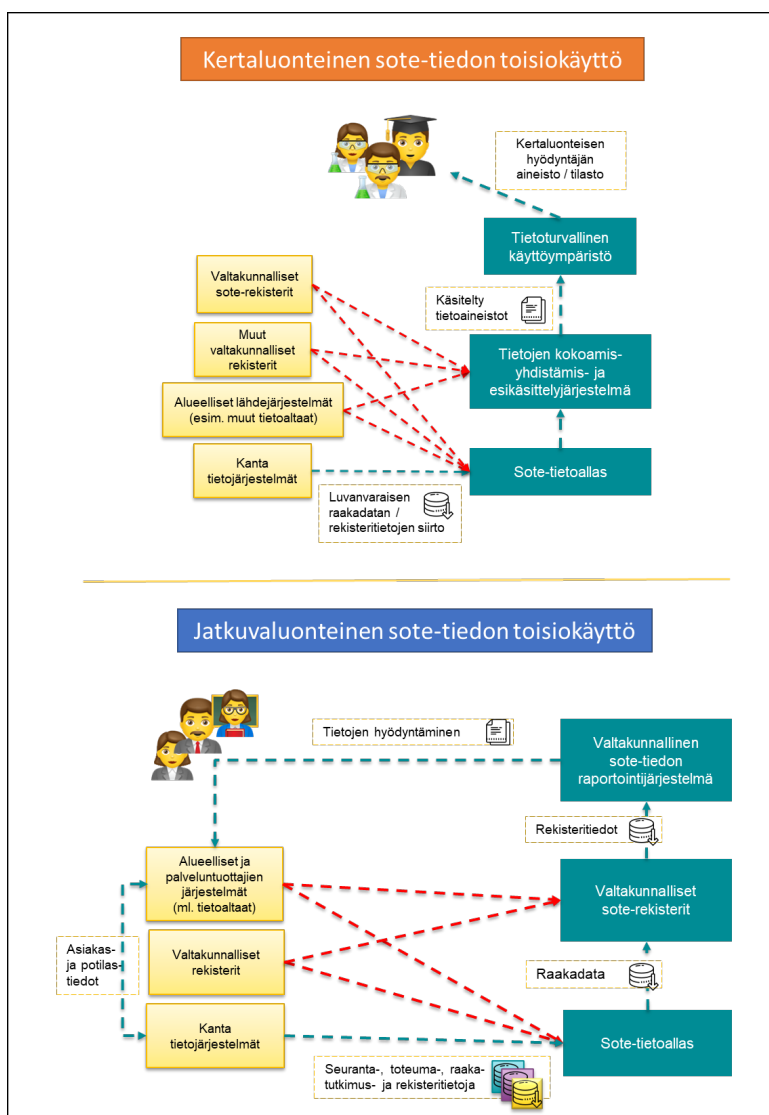 Kertaluonteinen sote-tiedon toisiokäyttö
Kertaluonteisen
hyödyntäjän
aineisto / tilasto
Tietoturvallinen
käyttöympäristö
Valtakunnalliset
sote-rekisterit
Käsitelty
tietoaineistot
Muut
valtakunnalliset
rekisterit
Tietojen kokoamis-
yhdistämis- ja
esikäsittelyjärjestelmä
Alueelliset lähdejärjestelmät
(esim. muut tietoaltaat)
Kanta
tietojärjestelmät
Sote-tietoallas
Luvanvaraisen
raakadatan /
rekisteritietojen siirto
Jatkuvaluonteinen sote-tiedon toisiokäyttö
Tietojen hyödyntäminen
Valtakunnallinen
sote-tiedon
raportointijärjestelmä
Rekisteritiedot
Alueelliset ja
palveluntuottajien
järjestelmät
(ml. tietoaltaat)
Valtakunnalliset
sote-rekisterit
Asiakas-
ja potilas-
tiedot
Valtakunnalliset
rekisterit
Raakadata
Kanta
tietojärjestelmät
Sote-tietoallas
Seuranta-, toteuma-, raaka-
tutkimus- ja rekisteritietoja